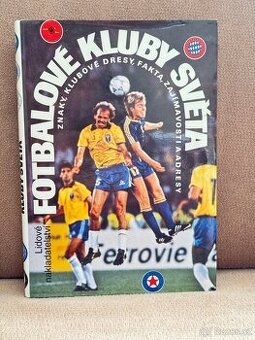 FOTBALOVÉ KLUBY SVĚTA
ZNAKY, KLUBOVÉ DRESY, FAKTA, ZAJÍMAVOSTI A ADRESY
Lidové
nakladatelství
Ferrovie